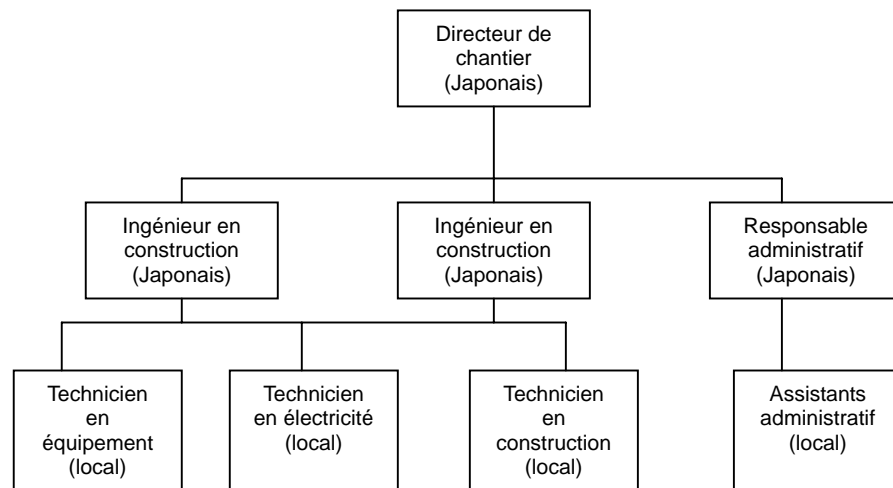 Directeur de
chantier
(Japonais)
Ingénieur en
construction
(Japonais)
Ingénieur en
construction
(Japonais)
Responsable
administratif
(Japonais)
Technicien
en
équipement
(local)
Technicien
en électricité
(local)
Technicien
en
construction
(local)
Assistants
administratif
(local)